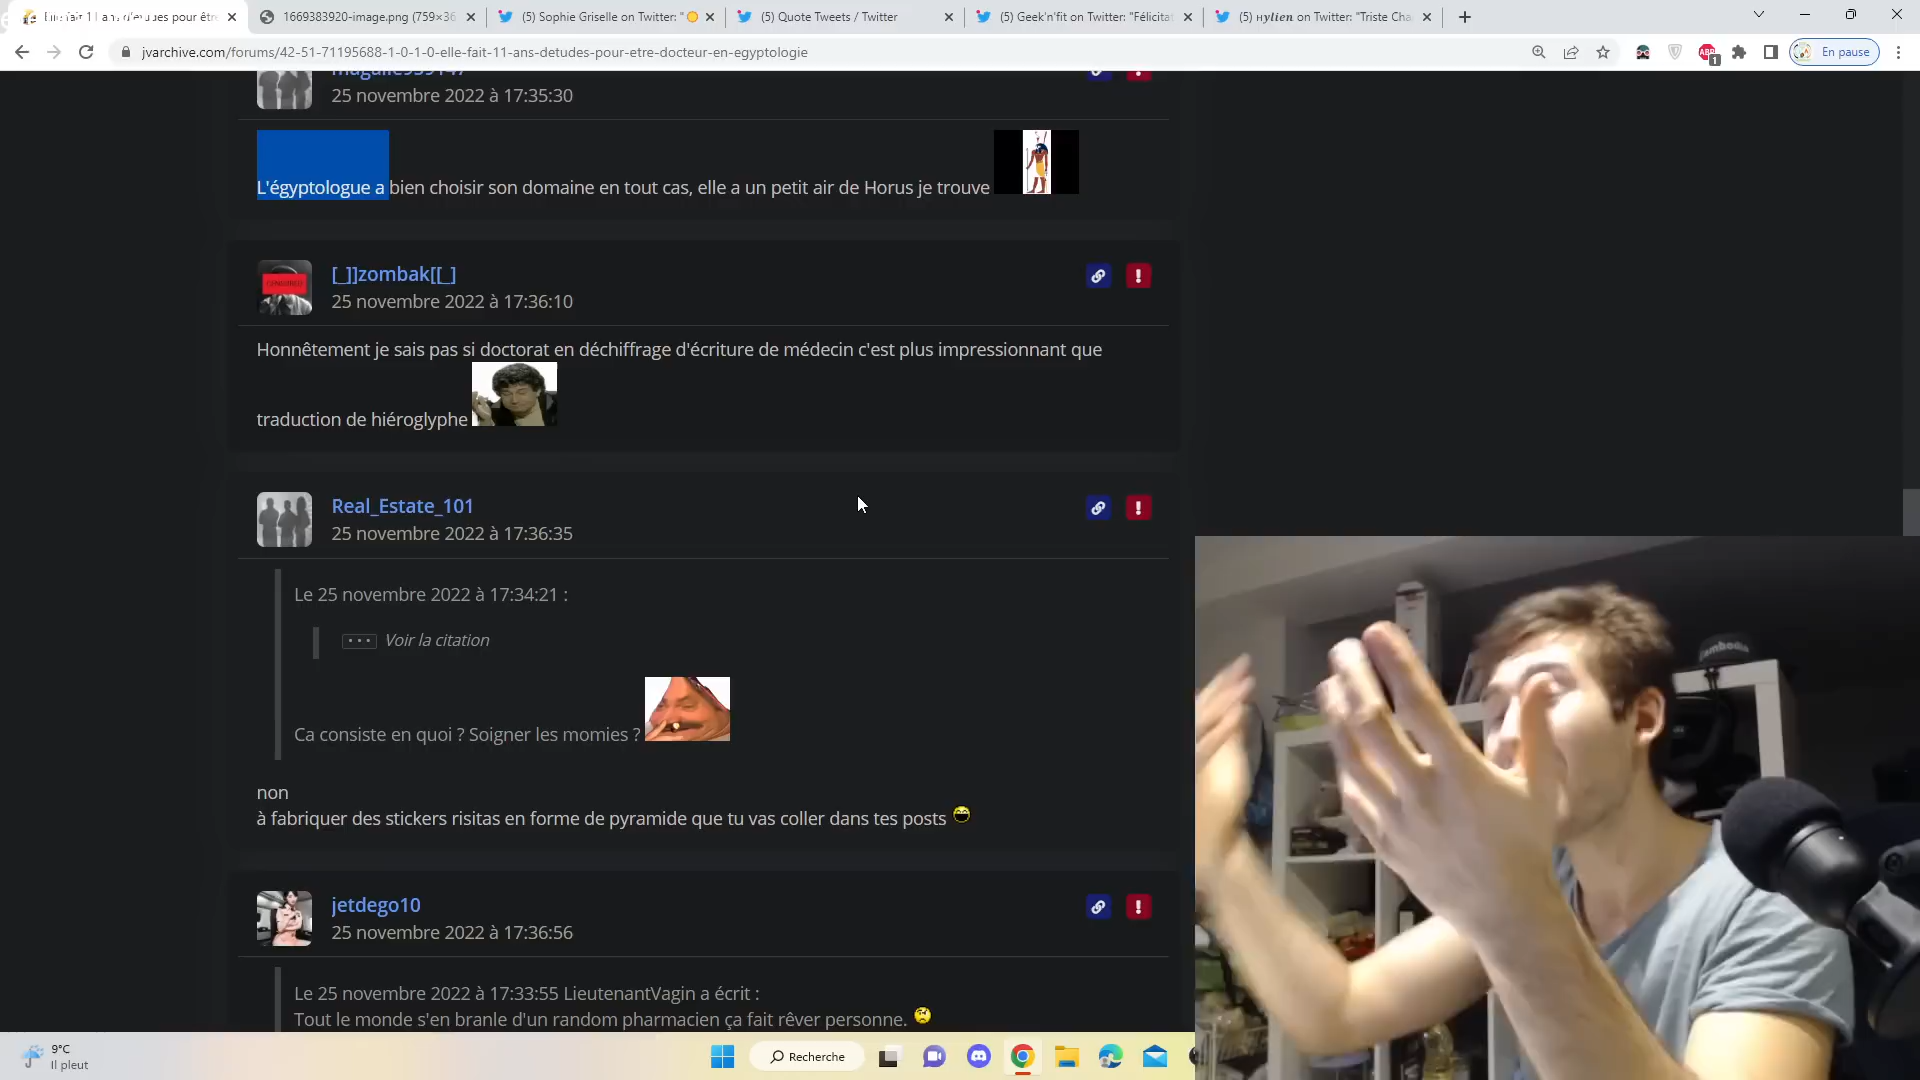 1669383920-image.png (759×36
(5) Sophie Griselle on Twitter: "
(5) Quote Tweets / Twitter
(5) Geek'n'fit on Twitter: "Félicita
(5) нylien on Twitter: "Triste Cha
jvarchive.com/forums/42-51-71195688-1-0-1-0-elle-fait-11-ans-detudes-pour-etre-docteur-en-egyptologie
ABP
1
En pause
25 novembre 2022 à 17:35:30
L'égyptologue a bien choisir son domaine en tout cas, elle a un petit air de Horus je trouve
[_]]zombak[[_]
25 novembre 2022 à 17:36:10
CENSORED
Honnêtement je sais pas si doctorat en déchiffrage d'écriture de médecin c'est plus impressionnant que
traduction de hiéroglyphe
Real_Estate_101
25 novembre 2022 à 17:36:35
Le 25 novembre 2022 à 17:34:21 :
Voir la citation
Ca consiste en quoi ? Soigner les momies ?
non
à fabriquer des stickers risitas en forme de pyramide que tu vas coller dans tes posts
jetdego10
25 novembre 2022 à 17:36:56
Le 25 novembre 2022 à 17:33:55 LieutenantVagin a écrit :
Tout le monde s'en branle d'un random pharmacien ça fait rêver personne.
cambodia
9°C
Il pleut
Recherche